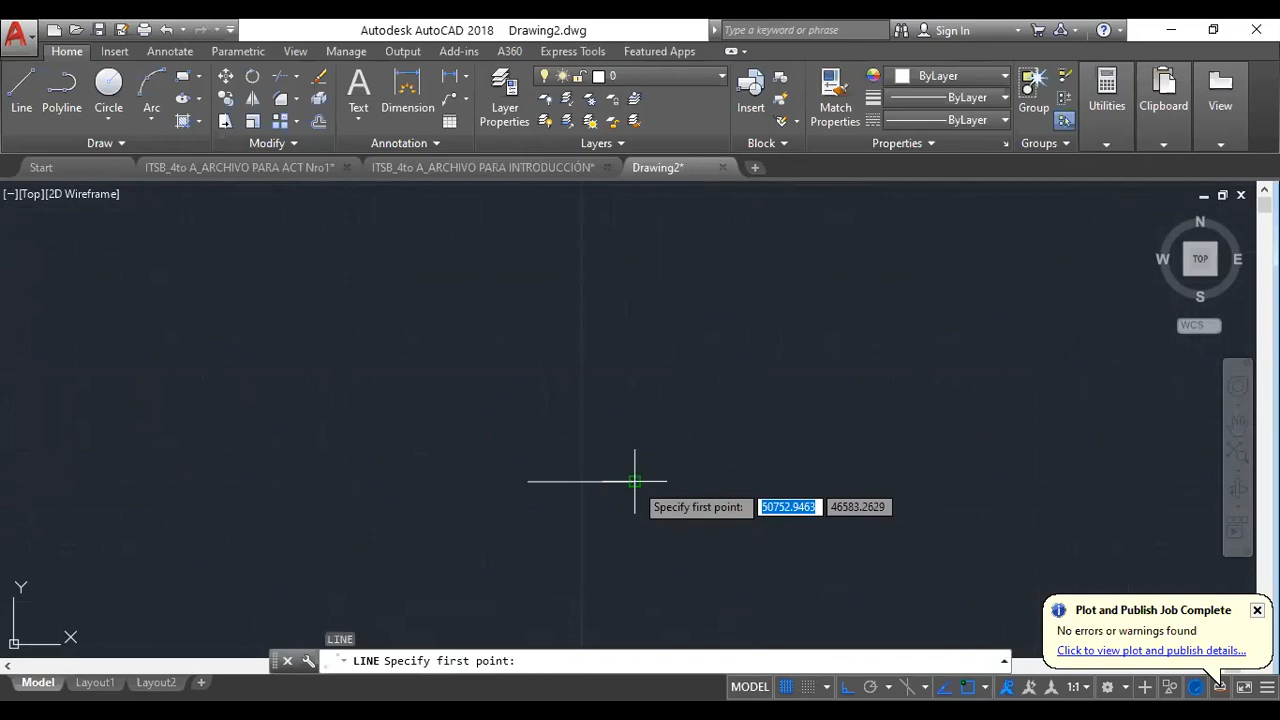 Autodesk AutoCAD 2018 Drawing2.dwg
Type a keyword or phrase
Sign In
Home Insert Annotate Parametric View Manage Output Add-ins A360 Express Tools Featured Apps
0
ByLayer
ByLayer
ByLayer
Line Polyline Circle Arc
Text Dimension
Layer Properties
Insert
Match Properties
Group
Utilities Clipboard View
Draw Modify Annotation Layers Block Properties Groups
Start ITSB_4to A_ARCHIVO PARA ACT Nro1* ITSB_4to A_ARCHIVO PARA INTRODUCCIÓN* Drawing2*
[−][Top][2D Wireframe]
N
W TOP E
S
WCS
Specify first point: 50752.9463 46583.2629
Y
X
Plot and Publish Job Complete
No errors or warnings found
Click to view plot and publish details...
LINE
LINE Specify first point:
Model Layout1 Layout2
MODEL 1:1